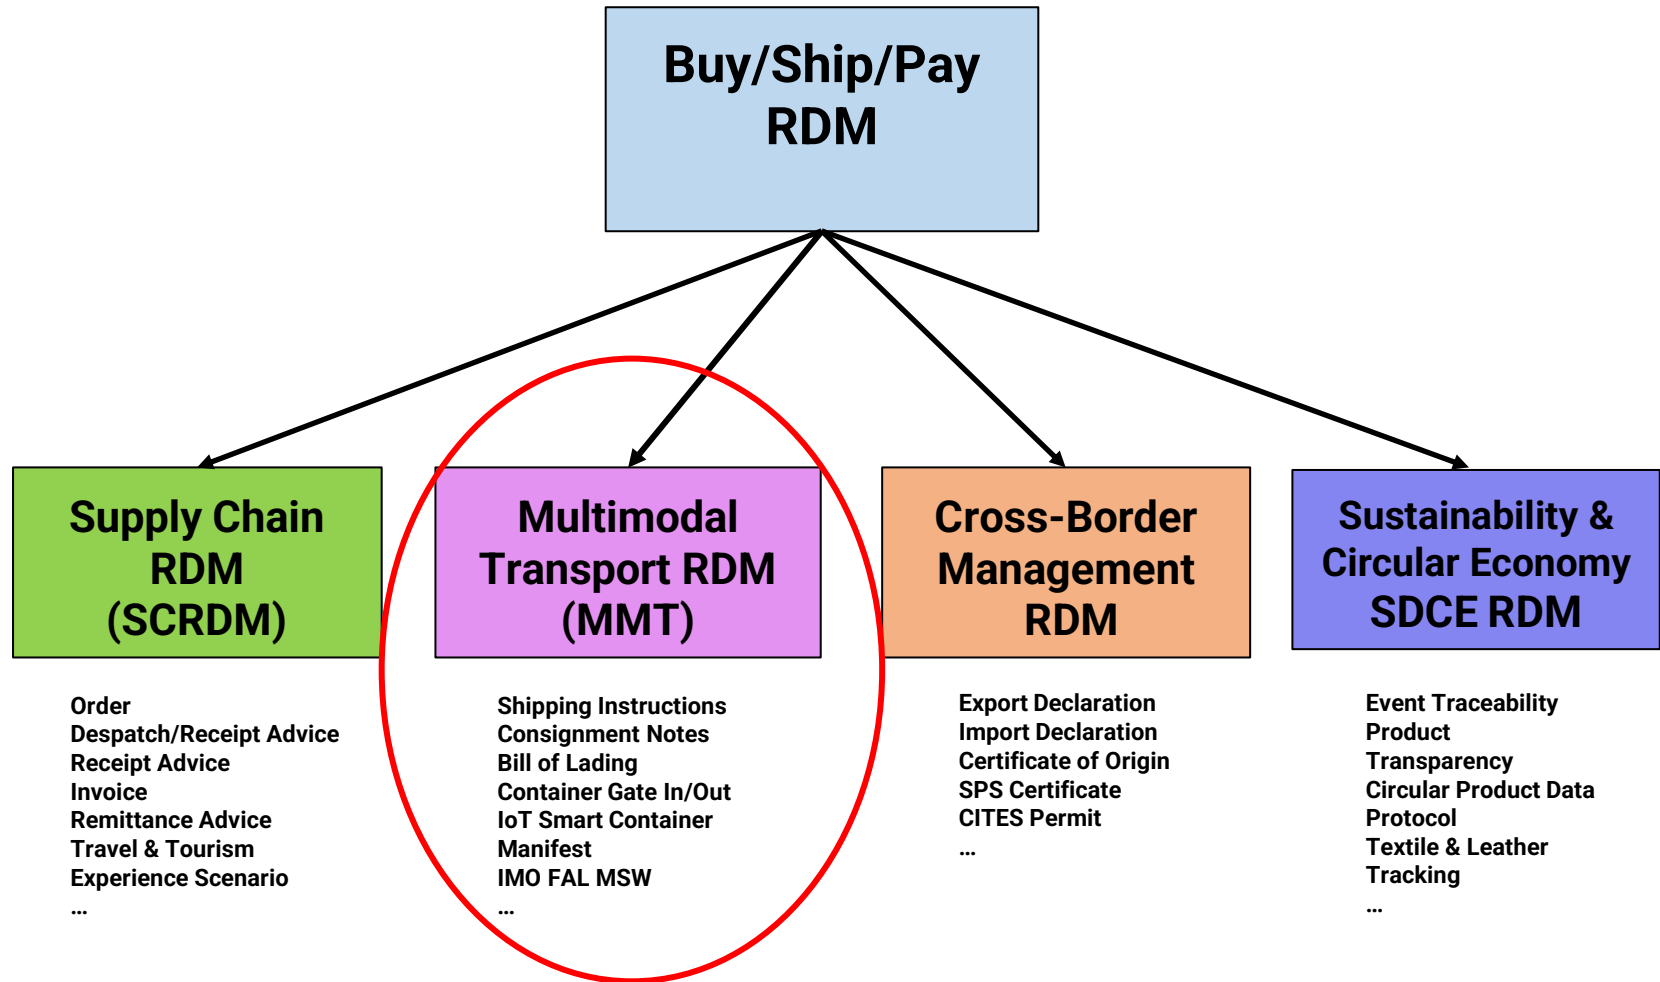 Buy/Ship/Pay
RDM
Supply Chain
RDM
(SCRDM)
Multimodal
Transport RDM
(MMT)
Cross-Border
Management
RDM
Sustainability &
Circular Economy
SDCE RDM
Order
Despatch/Receipt Advice
Receipt Advice
Invoice
Remittance Advice
Travel & Tourism
Experience Scenario
...
Shipping Instructions
Consignment Notes
Bill of Lading
Container Gate In/Out
IoT Smart Container
Manifest
IMO FAL MSW
...
Export Declaration
Import Declaration
Certificate of Origin
SPS Certificate
CITES Permit
...
Event Traceability
Product
Transparency
Circular Product Data
Protocol
Textile & Leather
Tracking
...